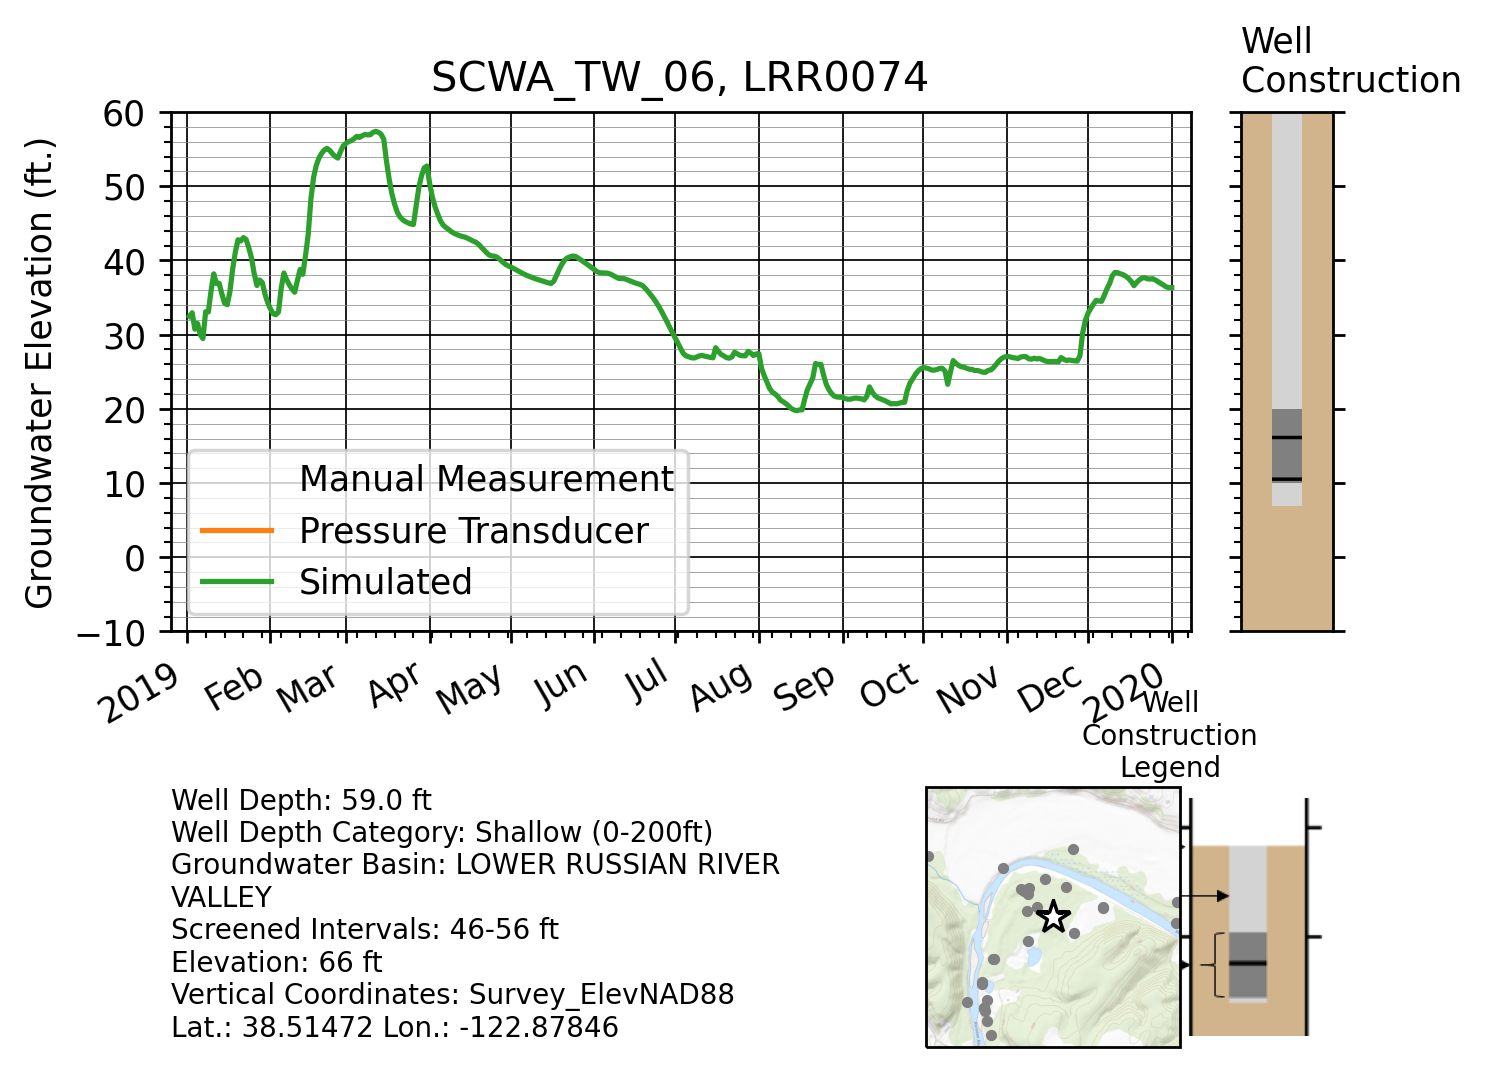 Well
Construction
SCWA_TW_06, LRR0074
Groundwater Elevation (ft.)
60
50
40
30
20
10
0
−10
Manual Measurement
Pressure Transducer
Simulated
2019 Feb Mar Apr May Jun Jul Aug Sep Oct Nov Dec 2020
Well
Construction
Legend
Well Depth: 59.0 ft
Well Depth Category: Shallow (0-200ft)
Groundwater Basin: LOWER RUSSIAN RIVER
VALLEY
Screened Intervals: 46-56 ft
Elevation: 66 ft
Vertical Coordinates: Survey_ElevNAD88
Lat.: 38.51472 Lon.: -122.87846